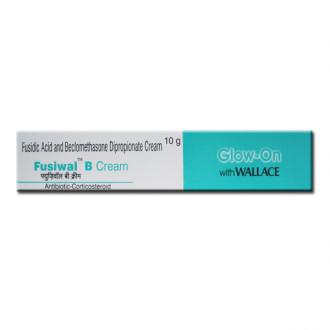 Fusidic Acid and Beclomethasone Dipropionate Cream 10 g
Fusiwal™ B Cream
फ्युज़िवॉल बी क्रीम
Antibiotic-Corticosteroid
Glow-On
with WALLACE